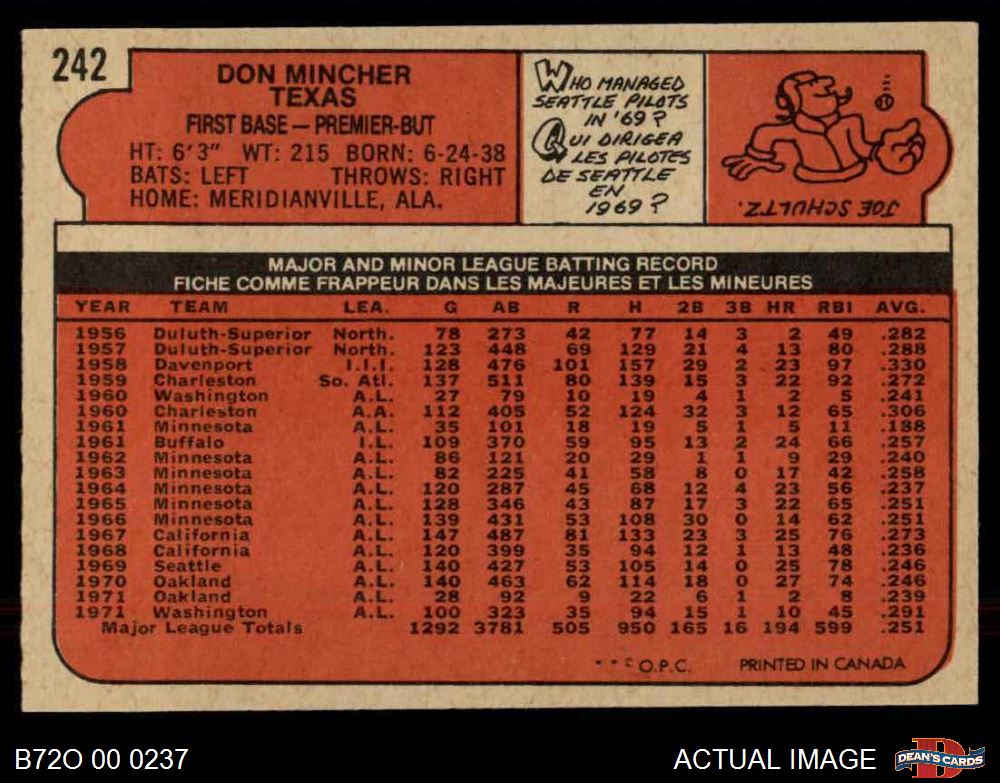 242
DON MINCHER
TEXAS
FIRST BASE — PREMIER-BUT
HT: 6'3" WT: 215 BORN: 6-24-38
BATS: LEFT THROWS: RIGHT
HOME: MERIDIANVILLE, ALA.
WHO MANAGED
SEATTLE PILOTS
IN '69?
QUI DIRIGEA
LES PILOTES
DE SEATTLE
EN
1969?
JOE SCHULTZ.
MAJOR AND MINOR LEAGUE BATTING RECORD
FICHE COMME FRAPPEUR DANS LES MAJEURES ET LES MINEURES
YEAR TEAM LEA. G AB R H 2B 3B HR RBI AVG.
1956 Duluth-Superior North. 78 273 42 77 14 3 2 49 .282
1957 Duluth-Superior North. 123 448 69 129 21 4 13 80 .288
1958 Davenport I.I.I. 128 476 101 157 29 2 23 97 .330
1959 Charleston So. Atl. 137 511 80 139 15 3 22 92 .272
1960 Washington A.L. 27 79 10 19 4 1 2 5 .241
1960 Charleston A.A. 112 405 52 124 32 3 12 65 .306
1961 Minnesota A.L. 35 101 18 19 5 1 5 11 .188
1961 Buffalo I.L. 109 370 59 95 13 2 24 66 .257
1962 Minnesota A.L. 86 121 20 29 1 1 9 29 .240
1963 Minnesota A.L. 82 225 41 58 8 0 17 42 .258
1964 Minnesota A.L. 120 287 45 68 12 4 23 56 .237
1965 Minnesota A.L. 128 346 43 87 17 3 22 65 .251
1966 Minnesota A.L. 139 431 53 108 30 0 14 62 .251
1967 California A.L. 147 487 81 133 23 3 25 76 .273
1968 California A.L. 120 399 35 94 12 1 13 48 .236
1969 Seattle A.L. 140 427 53 105 14 0 25 78 .246
1970 Oakland A.L. 140 463 62 114 18 0 27 74 .246
1971 Oakland A.L. 28 92 9 22 6 1 2 8 .239
1971 Washington A.L. 100 323 35 94 15 1 10 45 .291
Major League Totals 1292 3781 505 950 165 16 194 599 .251
* * © O.P.C. PRINTED IN CANADA
B72O 00 0237
ACTUAL IMAGE
DEAN'S CARDS